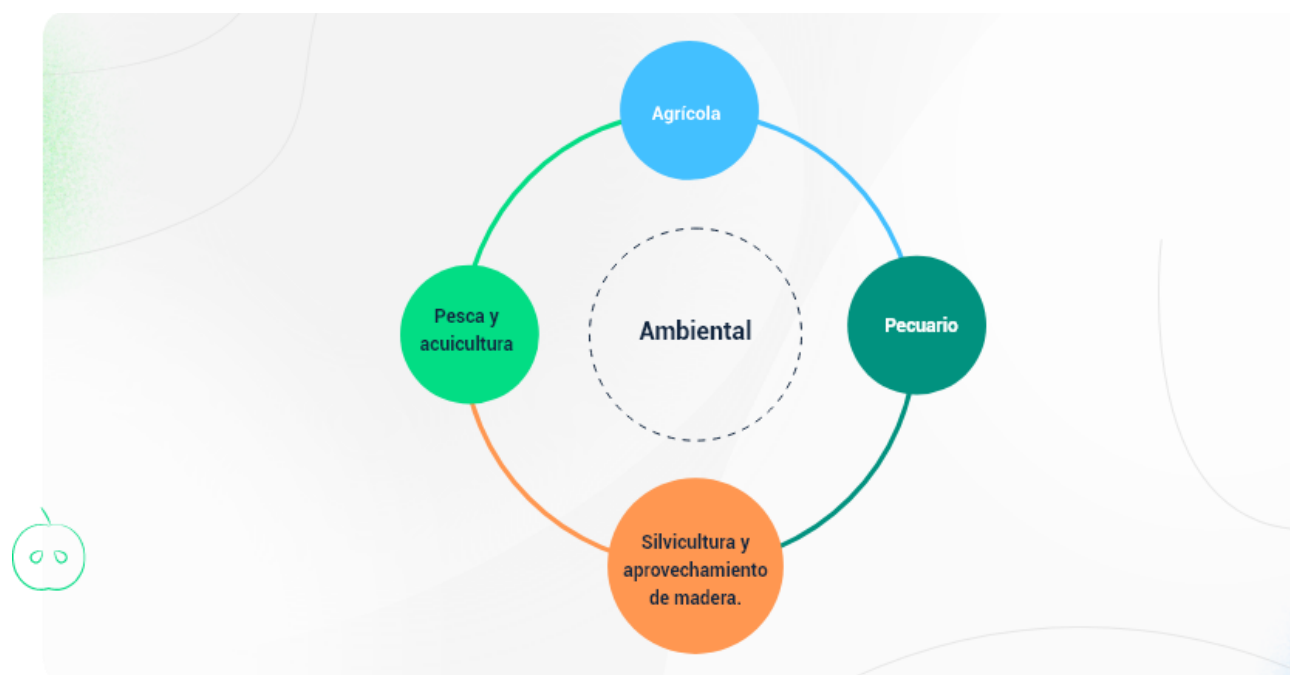 Agrícola
Pesca y
acuicultura
Ambiental
Pecuario
Silvicultura y
aprovechamiento
de madera.